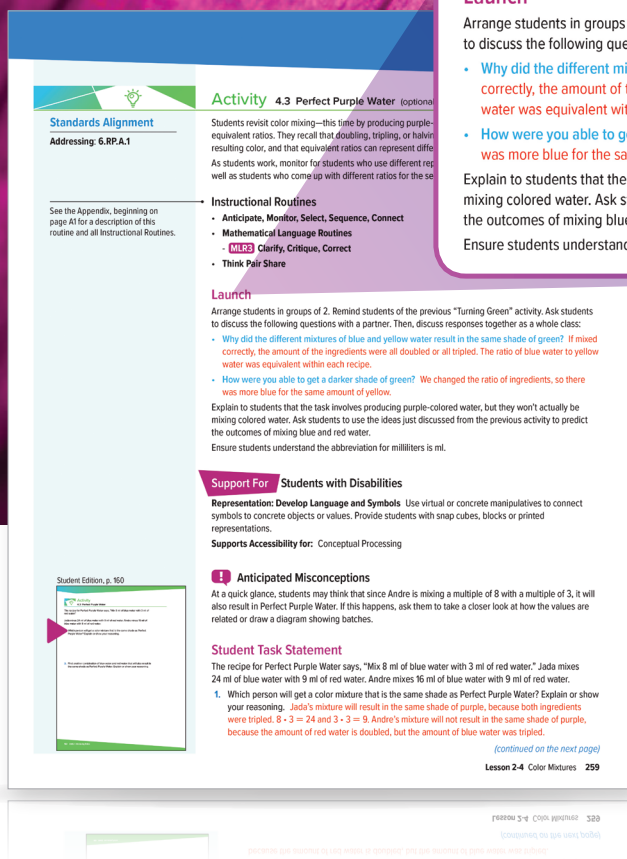 Launch
Arrange students in groups
to discuss the following que
• Why did the different mi
correctly, the amount of t
water was equivalent wit
• How were you able to ge
was more blue for the sa
Explain to students that the
mixing colored water. Ask s
the outcomes of mixing blue
Ensure students understand
Activity 4.3 Perfect Purple Water (optional
Standards Alignment
Addressing: 6.RP.A.1
Students revisit color mixing—this time by producing purple-
equivalent ratios. They recall that doubling, tripling, or halvin
resulting color, and that equivalent ratios can represent diffe
As students work, monitor for students who use different rep
well as students who come up with different ratios for the se
See the Appendix, beginning on
page A1 for a description of this
routine and all Instructional Routines.
Instructional Routines
• Anticipate, Monitor, Select, Sequence, Connect
• Mathematical Language Routines
- MLR3 Clarify, Critique, Correct
• Think Pair Share
Launch
Arrange students in groups of 2. Remind students of the previous “Turning Green” activity. Ask students
to discuss the following questions with a partner. Then, discuss responses together as a whole class:
• Why did the different mixtures of blue and yellow water result in the same shade of green? If mixed
correctly, the amount of the ingredients were all doubled or all tripled. The ratio of blue water to yellow
water was equivalent within each recipe.
• How were you able to get a darker shade of green? We changed the ratio of ingredients, so there
was more blue for the same amount of yellow.
Explain to students that the task involves producing purple-colored water, but they won’t actually be
mixing colored water. Ask students to use the ideas just discussed from the previous activity to predict
the outcomes of mixing blue and red water.
Ensure students understand the abbreviation for milliliters is ml.
Support For Students with Disabilities
Representation: Develop Language and Symbols Use virtual or concrete manipulatives to connect
symbols to concrete objects or values. Provide students with snap cubes, blocks or printed
representations.
Supports Accessibility for: Conceptual Processing
! Anticipated Misconceptions
At a quick glance, students may think that since Andre is mixing a multiple of 8 with a multiple of 3, it will
also result in Perfect Purple Water. If this happens, ask them to take a closer look at how the values are
related or draw a diagram showing batches.
Student Edition, p. 160
Activity
4.3 Perfect Purple Water
Student Task Statement
The recipe for Perfect Purple Water says, “Mix 8 ml of blue water with 3 ml of red water.” Jada mixes
24 ml of blue water with 9 ml of red water. Andre mixes 16 ml of blue water with 9 ml of red water.
1. Which person will get a color mixture that is the same shade as Perfect Purple Water? Explain or show
your reasoning. Jada’s mixture will result in the same shade of purple, because both ingredients
were tripled. 8 • 3 = 24 and 3 • 3 = 9. Andre’s mixture will not result in the same shade of purple,
because the amount of red water is doubled, but the amount of blue water was tripled.
(continued on the next page)
Lesson 2-4 Color Mixtures 259